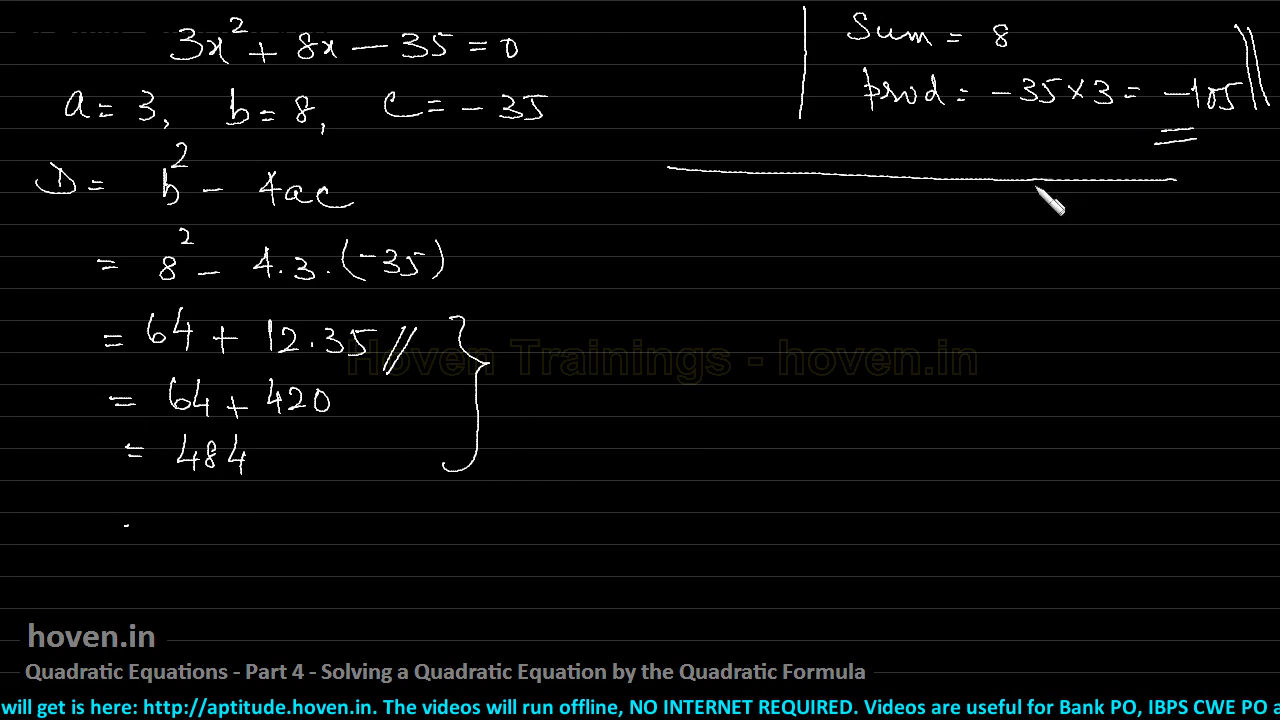 3x² + 8x - 35 = 0
a = 3, b = 8, c = - 35
D = b² - 4ac
= 8² - 4.3.(-35)
= 64 + 12.35 //
= 64 + 420
= 484
Sum = 8
prod = -35 × 3 = -105
Hoven Trainings - hoven.in
hoven.in
Quadratic Equations - Part 4 - Solving a Quadratic Equation by the Quadratic Formula
will get is here: http://aptitude.hoven.in. The videos will run offline, NO INTERNET REQUIRED. Videos are useful for Bank PO, IBPS CWE PO a